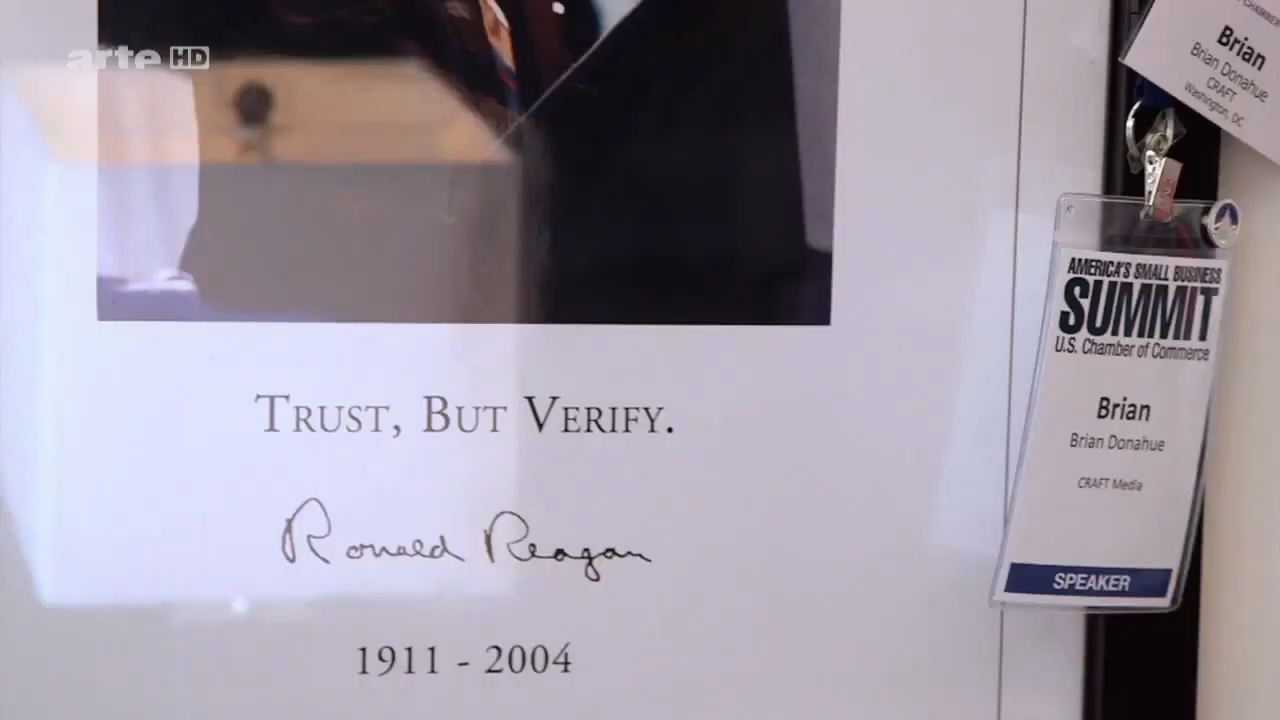 arte HD
TRUST, BUT VERIFY.
Ronald Reagan
1911 - 2004
CHAMBER
Brian
Brian Donahue
CRAFT
Washington, DC
AMERICA'S SMALL BUSINESS
SUMMIT
U.S. Chamber of Commerce
Brian
Brian Donahue
CRAFT Media
SPEAKER